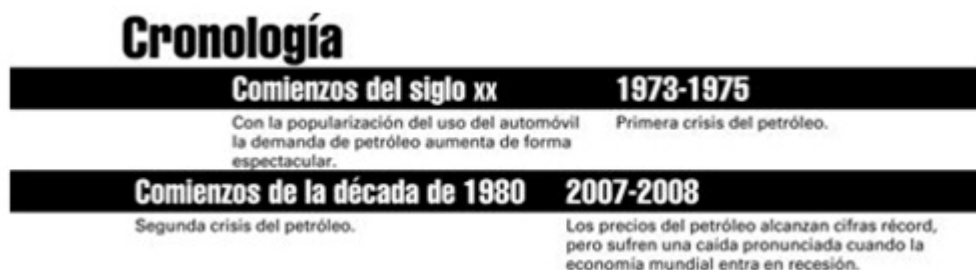 Cronología
Comienzos del siglo XX
1973-1975
Con la popularización del uso del automóvil
la demanda de petróleo aumenta de forma
espectacular.
Primera crisis del petróleo.
Comienzos de la década de 1980
2007-2008
Segunda crisis del petróleo.
Los precios del petróleo alcanzan cifras récord,
pero sufren una caída pronunciada cuando la
economía mundial entra en recesión.